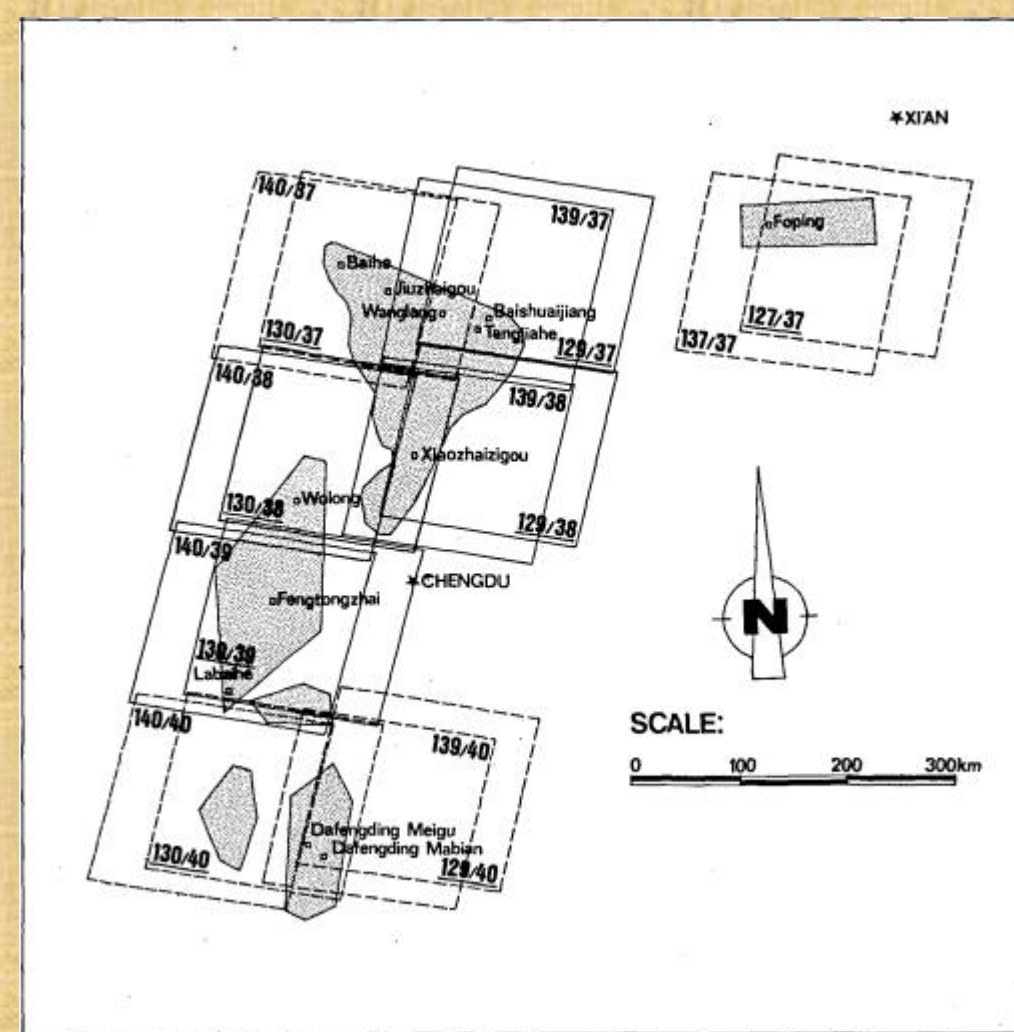 XI'AN
140/37
139/37
Foping
Baihe
Jiuzhaigou
Wanglang
Baishuaijiang
Tangjiahe
130/37
129/37
127/37
137/37
140/38
139/38
Xiaozhaizigou
Wolong
130/38
129/38
140/39
CHENGDU
Fengtongzhai
130/39
Labaihe
140/40
139/40
N
SCALE:
0 100 200 300km
Dafengding Meigu
Dafengding Mabian
130/40
129/40